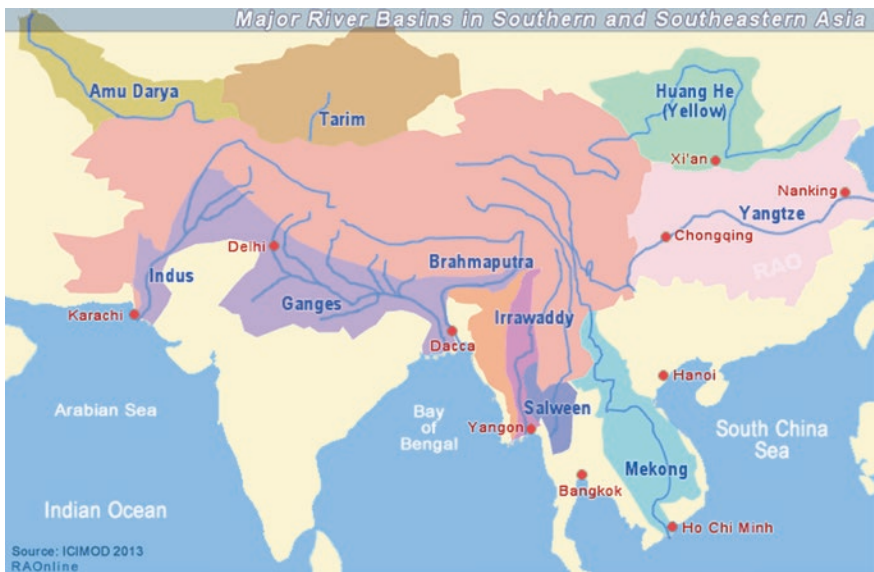 Major River Basins in Southern and Southeastern Asia
Amu Darya
Tarim
Huang He
(Yellow)
Xi'an
Nanking
Yangtze
Chongqing
RAO
Delhi
Indus
Ganges
Brahmaputra
Karachi
Irrawaddy
Dacca
Hanoi
Arabian Sea
Bay
of
Bengal
Salween
Yangon
South China
Sea
Mekong
Bangkok
Indian Ocean
Ho Chi Minh
Source: ICIMOD 2013
RAOnline